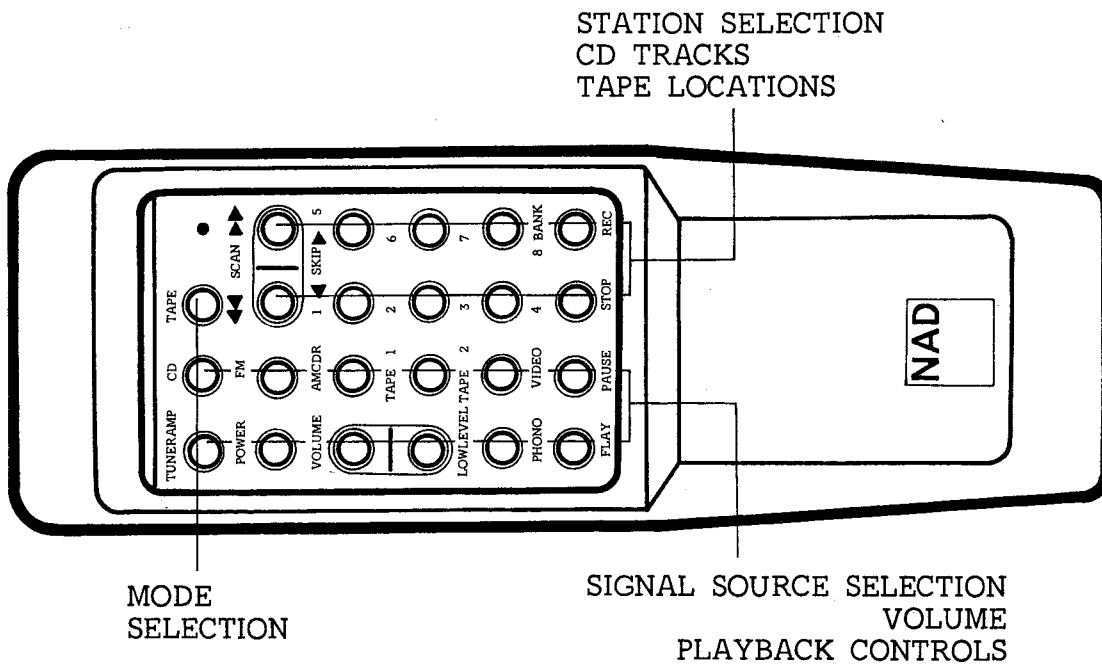 STATION SELECTION
CD TRACKS
TAPE LOCATIONS
TUNERAMP CD TAPE
POWER FM ◀◀ SCAN ▶▶
VOLUME AMCDR 1 ◀ SKIP ▶ 5
TAPE 1 2 6
LOWLEVEL TAPE 2 3 7
PHONO VIDEO 4 8 BANK
FLAY PAUSE STOP REC
NAD
MODE
SELECTION
SIGNAL SOURCE SELECTION
VOLUME
PLAYBACK CONTROLS